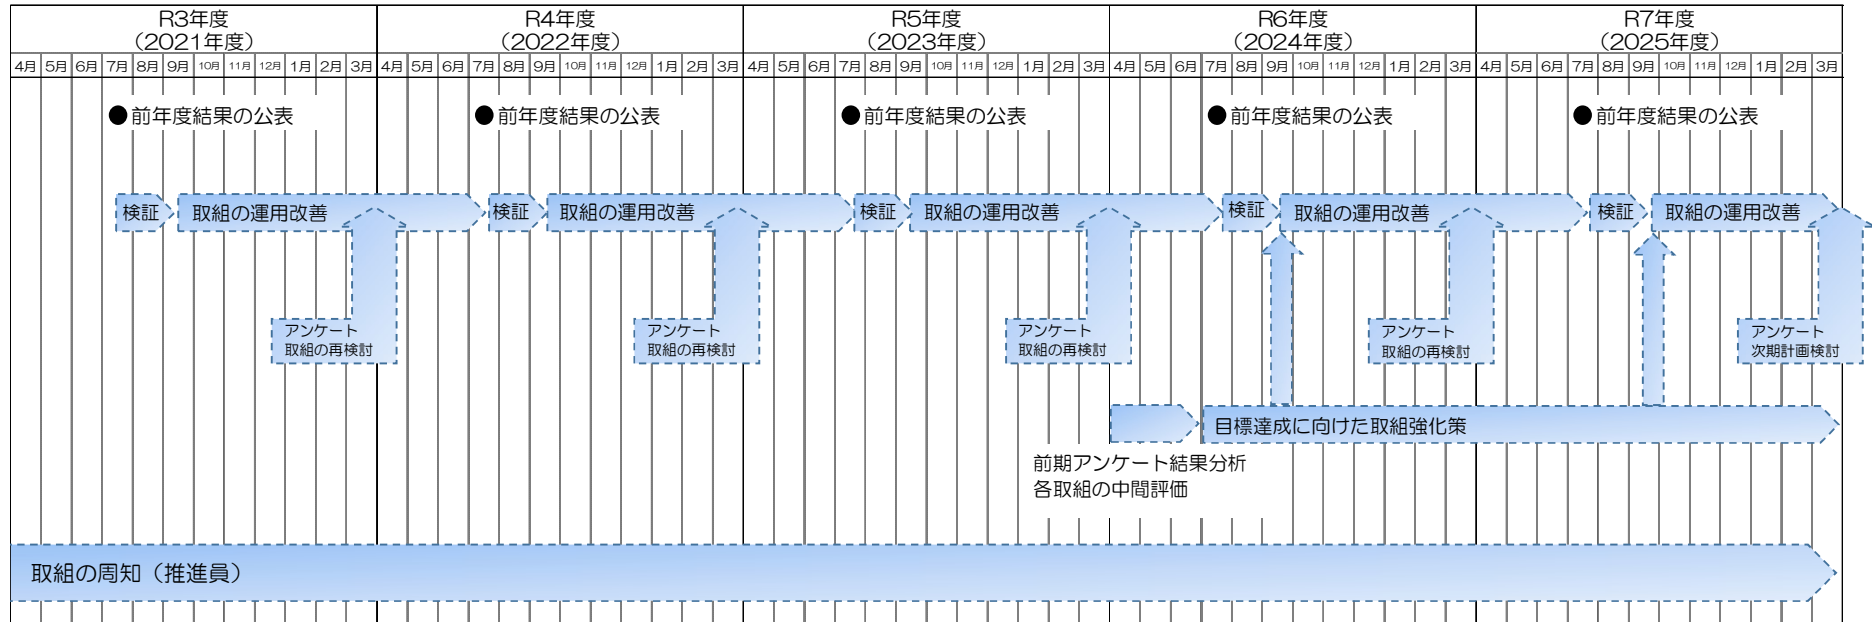 R3年度 R4年度 R5年度 R6年度 R7年度
（2021年度） （2022年度） （2023年度） （2024年度） （2025年度）
4月 5月 6月 7月 8月 9月 10月 11月 12月 1月 2月 3月 4月 5月 6月 7月 8月 9月 10月 11月 12月 1月 2月 3月 4月 5月 6月 7月 8月 9月 10月 11月 12月 1月 2月 3月 4月 5月 6月 7月 8月 9月 10月 11月 12月 1月 2月 3月 4月 5月 6月 7月 8月 9月 10月 11月 12月 1月 2月 3月
●前年度結果の公表 ●前年度結果の公表 ●前年度結果の公表 ●前年度結果の公表 ●前年度結果の公表
検証 取組の運用改善 検証 取組の運用改善 検証 取組の運用改善 検証 取組の運用改善 検証 取組の運用改善
アンケート アンケート アンケート アンケート アンケート
取組の再検討 取組の再検討 取組の再検討 取組の再検討 次期計画検討
目標達成に向けた取組強化策
前期アンケート結果分析
各取組の中間評価
取組の周知（推進員）